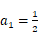 a₁ = 1/2